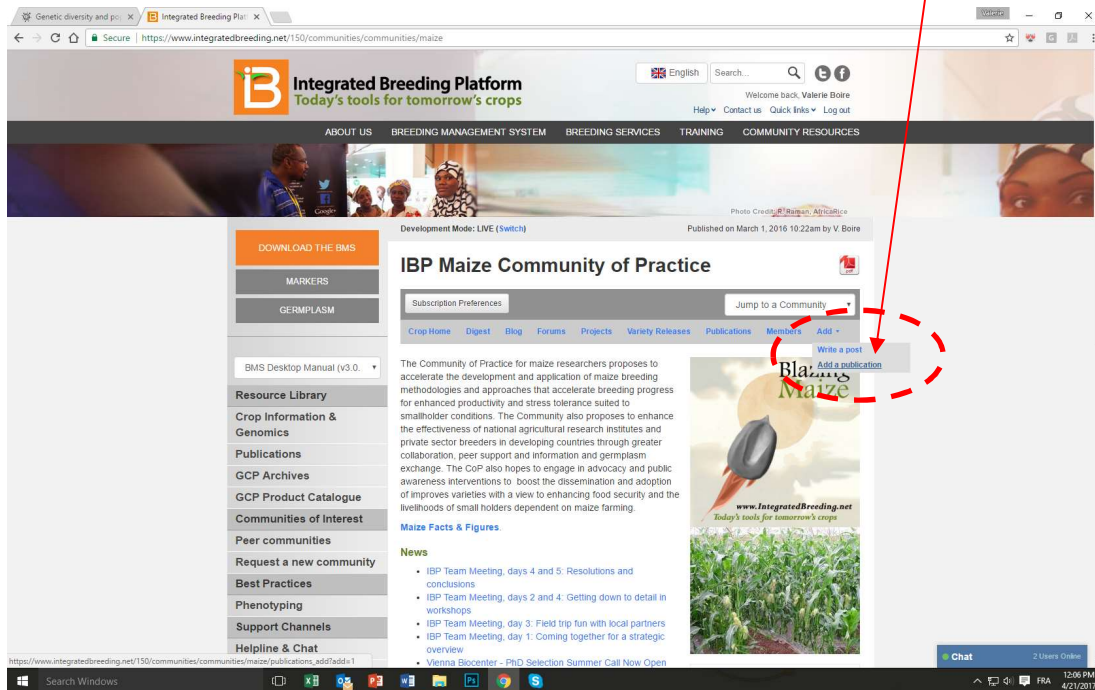 Genetic diversity and pop
Integrated Breeding Plat
Valerie
Secure | https://www.integratedbreeding.net/150/communities/communities/maize
English
Search...
Integrated Breeding Platform
Today's tools for tomorrow's crops
Welcome back, Valerie Boire
Help Contact us Quick links Log out
ABOUT US BREEDING MANAGEMENT SYSTEM BREEDING SERVICES TRAINING COMMUNITY RESOURCES
Google+
Photo Credit: R. Raman, AfricaRice
Development Mode: LIVE (Switch)
Published on March 1, 2016 10:22am by V. Boire
DOWNLOAD THE BMS
MARKERS
GERMPLASM
BMS Desktop Manual (v3.0.
Resource Library
Crop Information &
Genomics
Publications
GCP Archives
GCP Product Catalogue
Communities of Interest
Peer communities
Request a new community
Best Practices
Phenotyping
Support Channels
Helpline & Chat
IBP Maize Community of Practice
pdf
Subscription Preferences
Jump to a Community
Crop Home Digest Blog Forums Projects Variety Releases Publications Members Add
Write a post
Add a publication
The Community of Practice for maize researchers proposes to
accelerate the development and application of maize breeding
methodologies and approaches that accelerate breeding progress
for enhanced productivity and stress tolerance suited to
smallholder conditions. The Community also proposes to enhance
the effectiveness of national agricultural research institutes and
private sector breeders in developing countries through greater
collaboration, peer support and information and germplasm
exchange. The CoP also hopes to engage in advocacy and public
awareness interventions to boost the dissemination and adoption
of improves varieties with a view to enhancing food security and the
livelihoods of small holders dependent on maize farming.
Maize Facts & Figures.
News
IBP Team Meeting, days 4 and 5: Resolutions and
conclusions
IBP Team Meeting, days 2 and 4: Getting down to detail in
workshops
IBP Team Meeting, day 3: Field trip fun with local partners
IBP Team Meeting, day 1: Coming together for a strategic
overview
Vienna Biocenter - PhD Selection Summer Call Now Open
Blazing
Maize
www.IntegratedBreeding.net
Today's tools for tomorrow's crops
https://www.integratedbreeding.net/150/communities/communities/maize/publications_add?add=1
Chat
2 Users Online
Search Windows
FRA
12:06 PM
4/21/2017